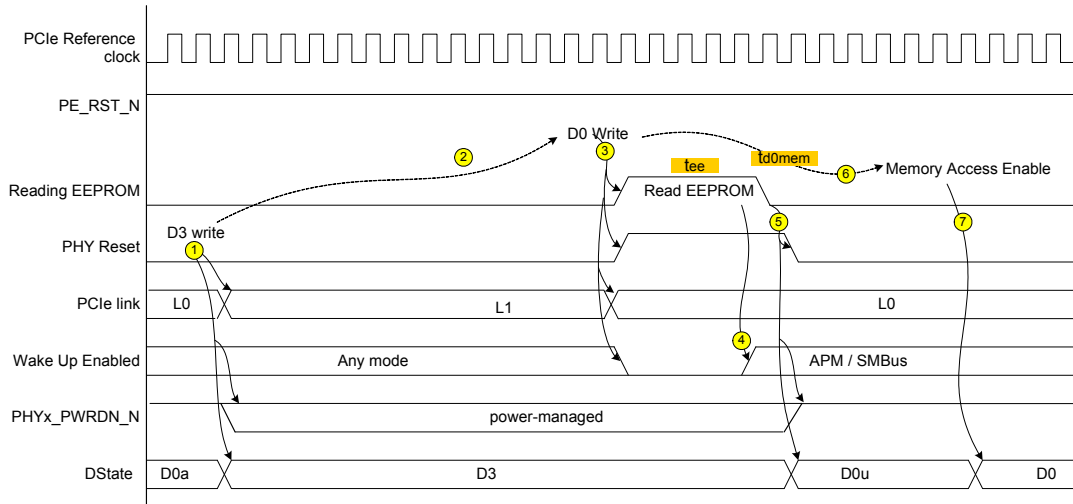 PCIe Reference
clock
PE_RST_N
D0 Write
2
3
tee
td0mem
6
Memory Access Enable
Reading EEPROM
Read EEPROM
D3 write
1
5
7
PHY Reset
PCIe link
L0
L1
L0
4
Wake Up Enabled
Any mode
APM / SMBus
PHYx_PWRDN_N
power-managed
DState
D0a
D3
D0u
D0